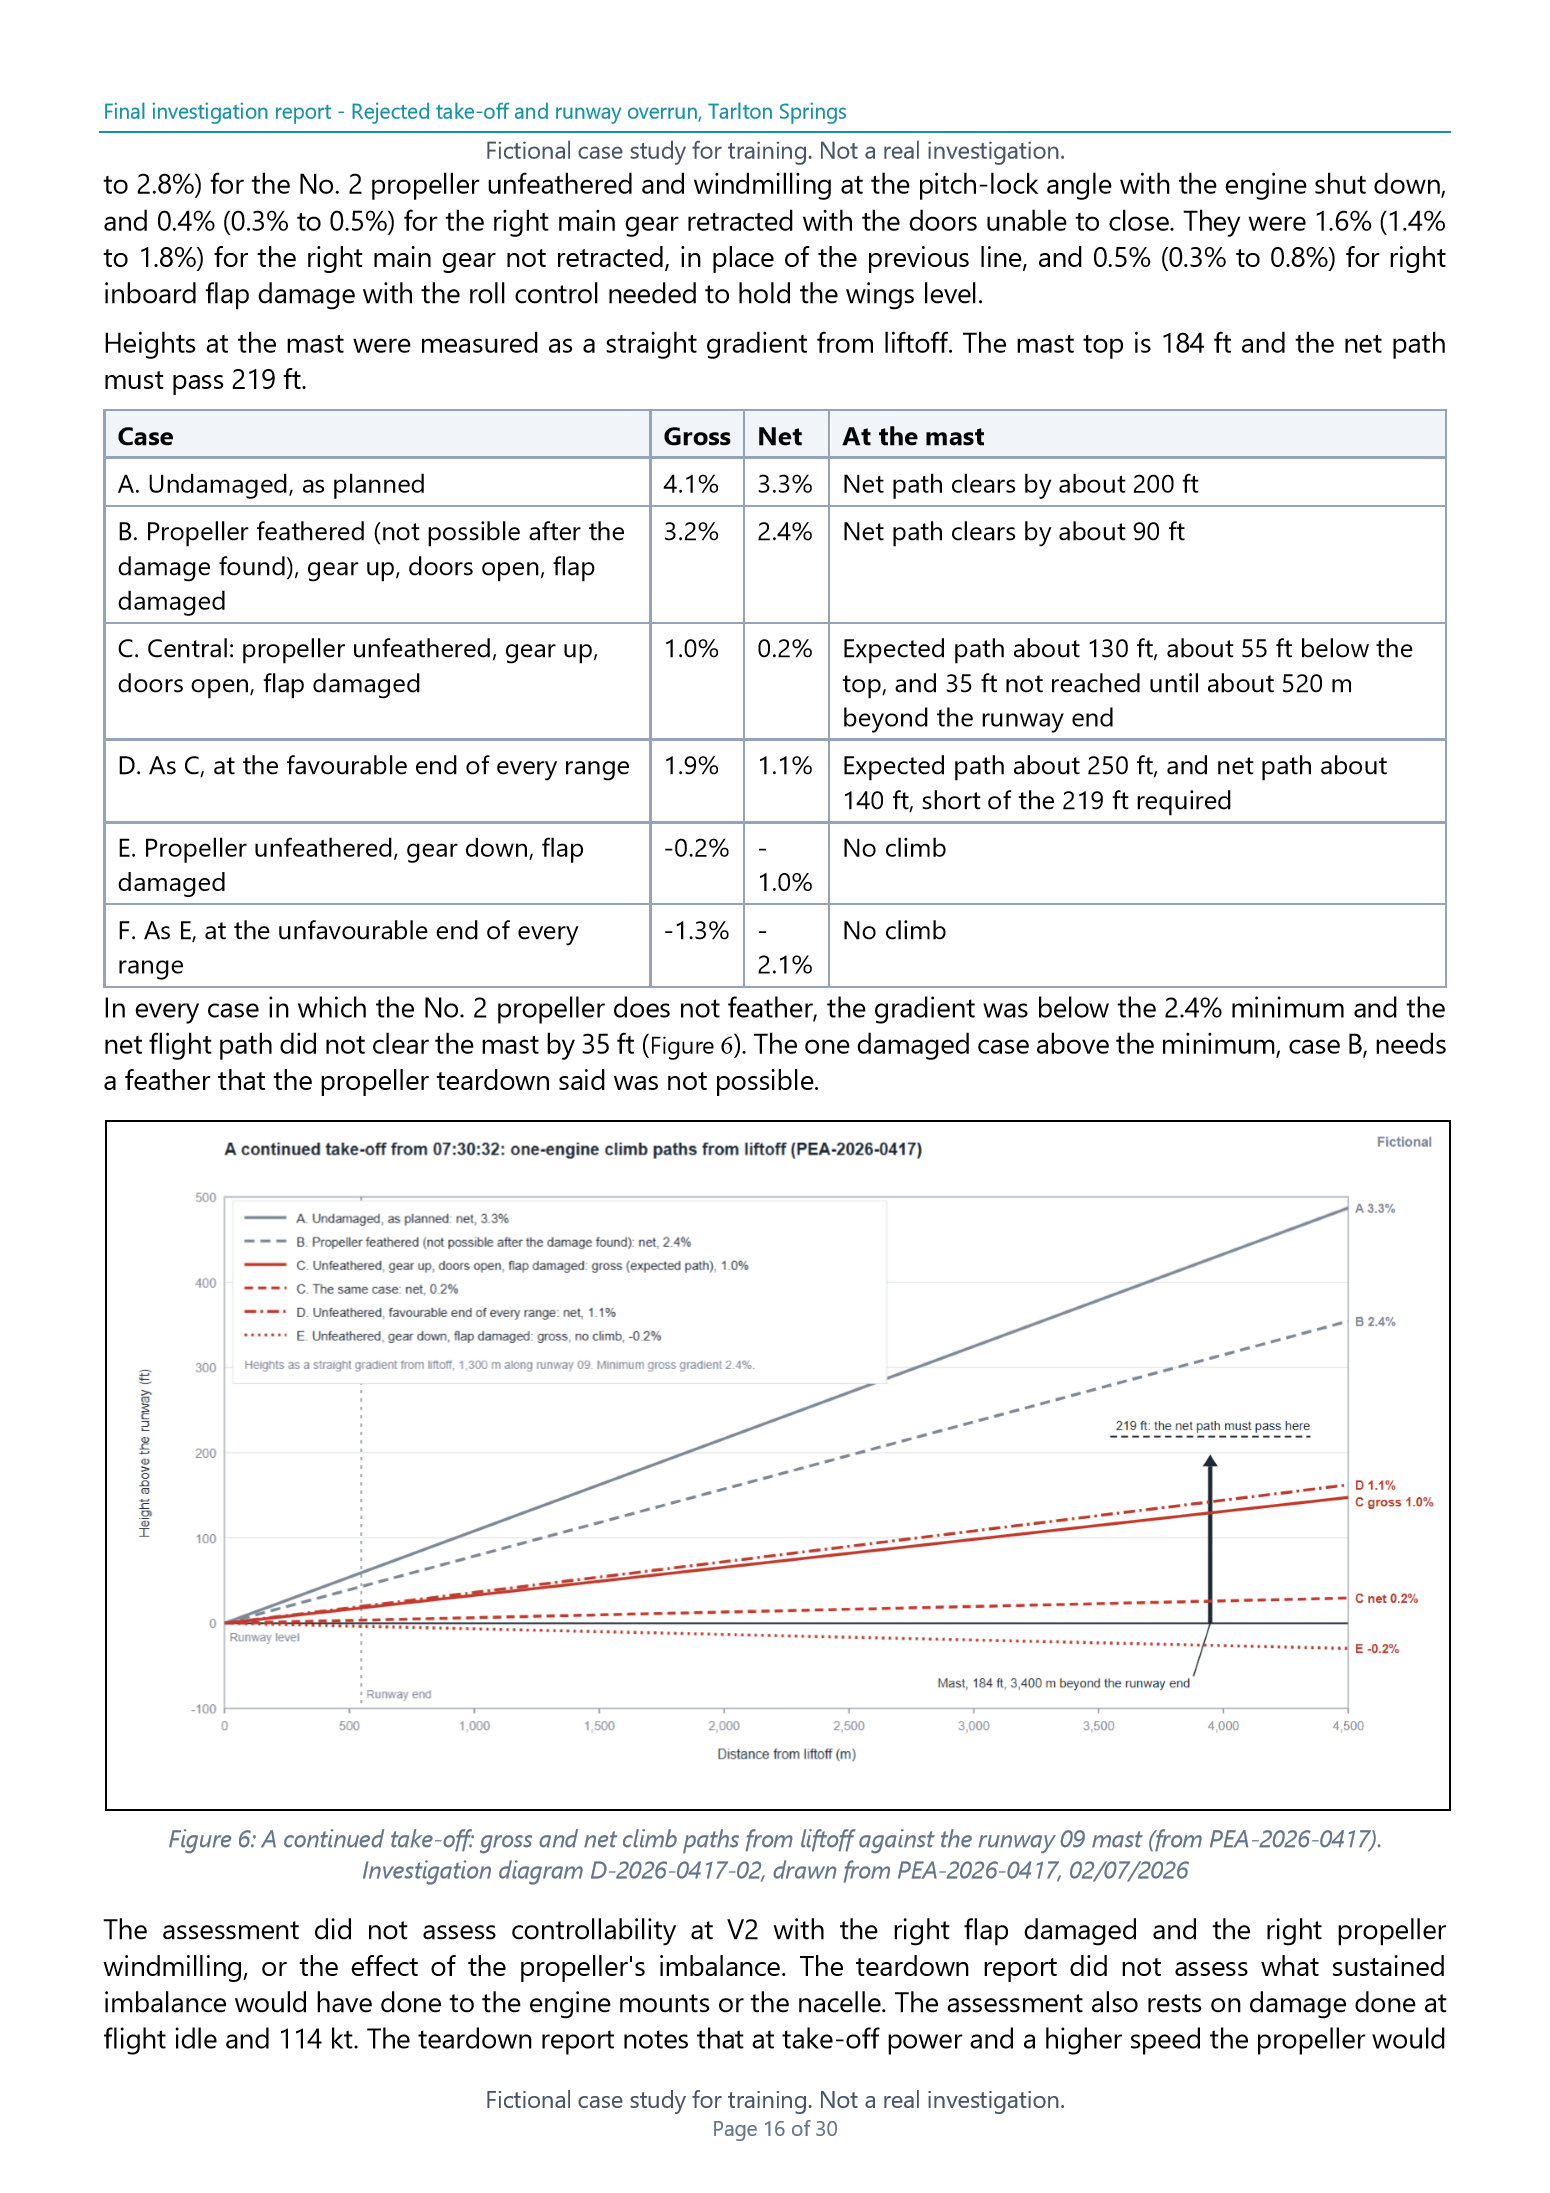 Final investigation report - Rejected take-off and runway overrun, Tarlton Springs
Fictional case study for training. Not a real investigation.
to 2.8%) for the No. 2 propeller unfeathered and windmilling at the pitch-lock angle with the engine shut down,
and 0.4% (0.3% to 0.5%) for the right main gear retracted with the doors unable to close. They were 1.6% (1.4%
to 1.8%) for the right main gear not retracted, in place of the previous line, and 0.5% (0.3% to 0.8%) for right
inboard flap damage with the roll control needed to hold the wings level.
Heights at the mast were measured as a straight gradient from liftoff. The mast top is 184 ft and the net path
must pass 219 ft.
Case Gross Net At the mast
A. Undamaged, as planned 4.1% 3.3% Net path clears by about 200 ft
B. Propeller feathered (not possible after the 3.2% 2.4% Net path clears by about 90 ft
damage found), gear up, doors open, flap
damaged
C. Central: propeller unfeathered, gear up, 1.0% 0.2% Expected path about 130 ft, about 55 ft below the
doors open, flap damaged top, and 35 ft not reached until about 520 m
beyond the runway end
D. As C, at the favourable end of every range 1.9% 1.1% Expected path about 250 ft, and net path about
140 ft, short of the 219 ft required
E. Propeller unfeathered, gear down, flap -0.2% - No climb
damaged 1.0%
F. As E, at the unfavourable end of every -1.3% - No climb
range 2.1%
In every case in which the No. 2 propeller does not feather, the gradient was below the 2.4% minimum and the
net flight path did not clear the mast by 35 ft (Figure 6). The one damaged case above the minimum, case B, needs
a feather that the propeller teardown said was not possible.
A continued take-off from 07:30:32: one-engine climb paths from liftoff (PEA-2026-0417)
Fictional
500
A. Undamaged, as planned: net, 3.3%
B. Propeller feathered (not possible after the damage found): net, 2.4%
C. Unfeathered, gear up, doors open, flap damaged: gross (expected path), 1.0%
C. The same case: net, 0.2%
D. Unfeathered, favourable end of every range: net, 1.1%
E. Unfeathered, gear down, flap damaged: gross, no climb, -0.2%
Heights as a straight gradient from liftoff, 1,300 m along runway 09. Minimum gross gradient 2.4%.
A 3.3%
400
B 2.4%
300
Height above the runway (ft)
219 ft: the net path must pass here
200
D 1.1%
C gross 1.0%
100
C net 0.2%
0
Runway level
E -0.2%
Mast, 184 ft, 3,400 m beyond the runway end
Runway end
-100
0 500 1,000 1,500 2,000 2,500 3,000 3,500 4,000 4,500
Distance from liftoff (m)
Figure 6: A continued take-off: gross and net climb paths from liftoff against the runway 09 mast (from PEA-2026-0417).
Investigation diagram D-2026-0417-02, drawn from PEA-2026-0417, 02/07/2026
The assessment did not assess controllability at V2 with the right flap damaged and the right propeller
windmilling, or the effect of the propeller's imbalance. The teardown report did not assess what sustained
imbalance would have done to the engine mounts or the nacelle. The assessment also rests on damage done at
flight idle and 114 kt. The teardown report notes that at take-off power and a higher speed the propeller would
Fictional case study for training. Not a real investigation.
Page 16 of 30